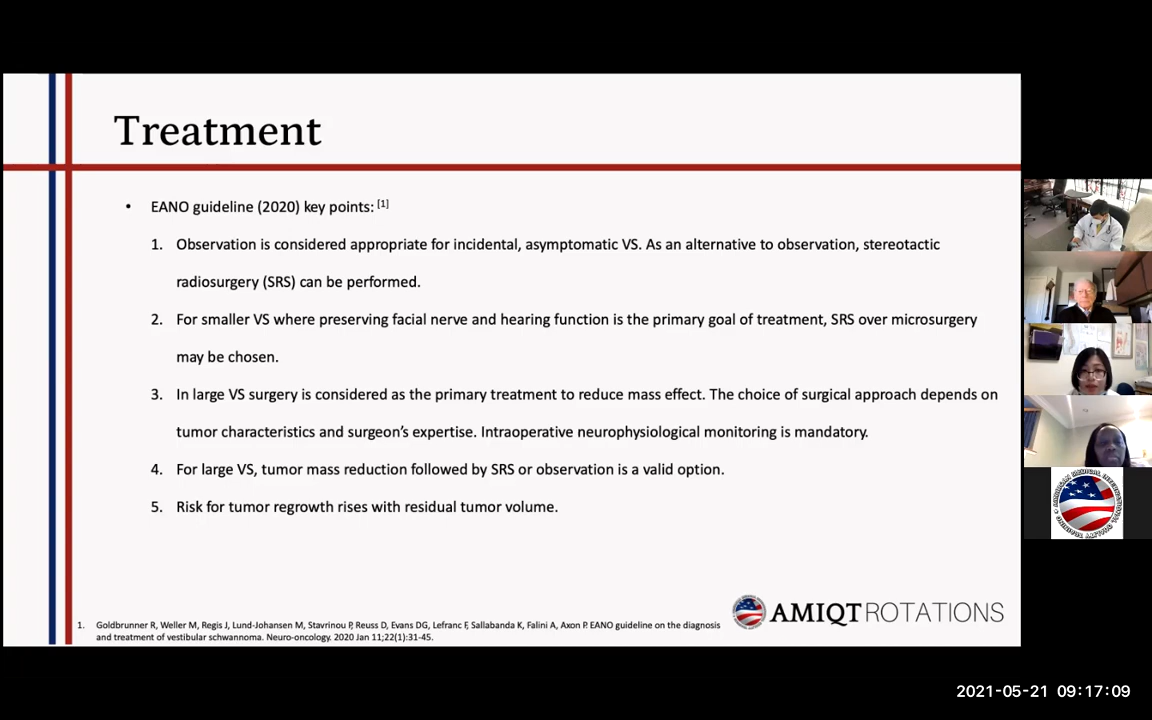 Treatment
• EANO guideline (2020) key points: [1]
1. Observation is considered appropriate for incidental, asymptomatic VS. As an alternative to observation, stereotactic
radiosurgery (SRS) can be performed.
2. For smaller VS where preserving facial nerve and hearing function is the primary goal of treatment, SRS over microsurgery
may be chosen.
3. In large VS surgery is considered as the primary treatment to reduce mass effect. The choice of surgical approach depends on
tumor characteristics and surgeon's expertise. Intraoperative neurophysiological monitoring is mandatory.
4. For large VS, tumor mass reduction followed by SRS or observation is a valid option.
5. Risk for tumor regrowth rises with residual tumor volume.
AMIQT ROTATIONS
1. Goldbrunner R, Weller M, Regis J, Lund-Johansen M, Stavrinou P, Reuss D, Evans DG, Lefranc F, Sallabanda K, Falini A, Axon P. EANO guideline on the diagnosis
and treatment of vestibular schwannoma. Neuro-oncology. 2020 Jan 11;22(1):31-45.
2021-05-21 09:17:09